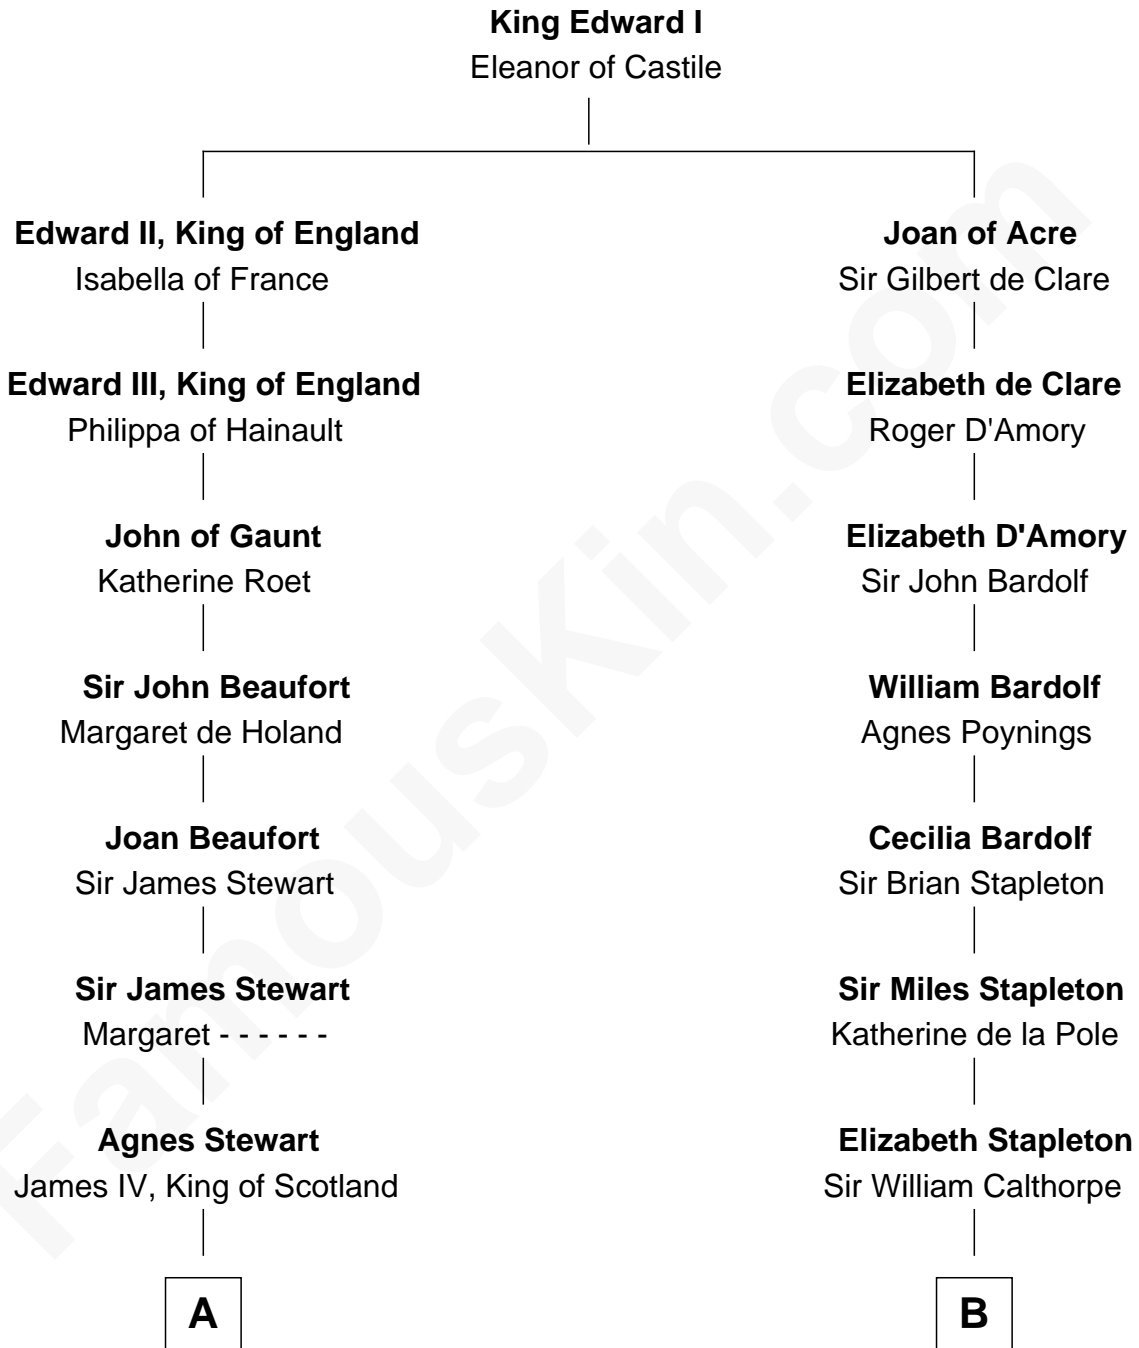 King Edward I
Eleanor of Castile
Edward II, King of England
Isabella of France
Joan of Acre
Sir Gilbert de Clare
Edward III, King of England
Philippa of Hainault
Elizabeth de Clare
Roger D'Amory
John of Gaunt
Katherine Roet
Elizabeth D'Amory
Sir John Bardolf
Sir John Beaufort
Margaret de Holand
William Bardolf
Agnes Poynings
Joan Beaufort
Sir James Stewart
Cecilia Bardolf
Sir Brian Stapleton
Sir James Stewart
Margaret - - - - - -
Sir Miles Stapleton
Katherine de la Pole
Agnes Stewart
James IV, King of Scotland
Elizabeth Stapleton
Sir William Calthorpe
A
B
FamousKin.com